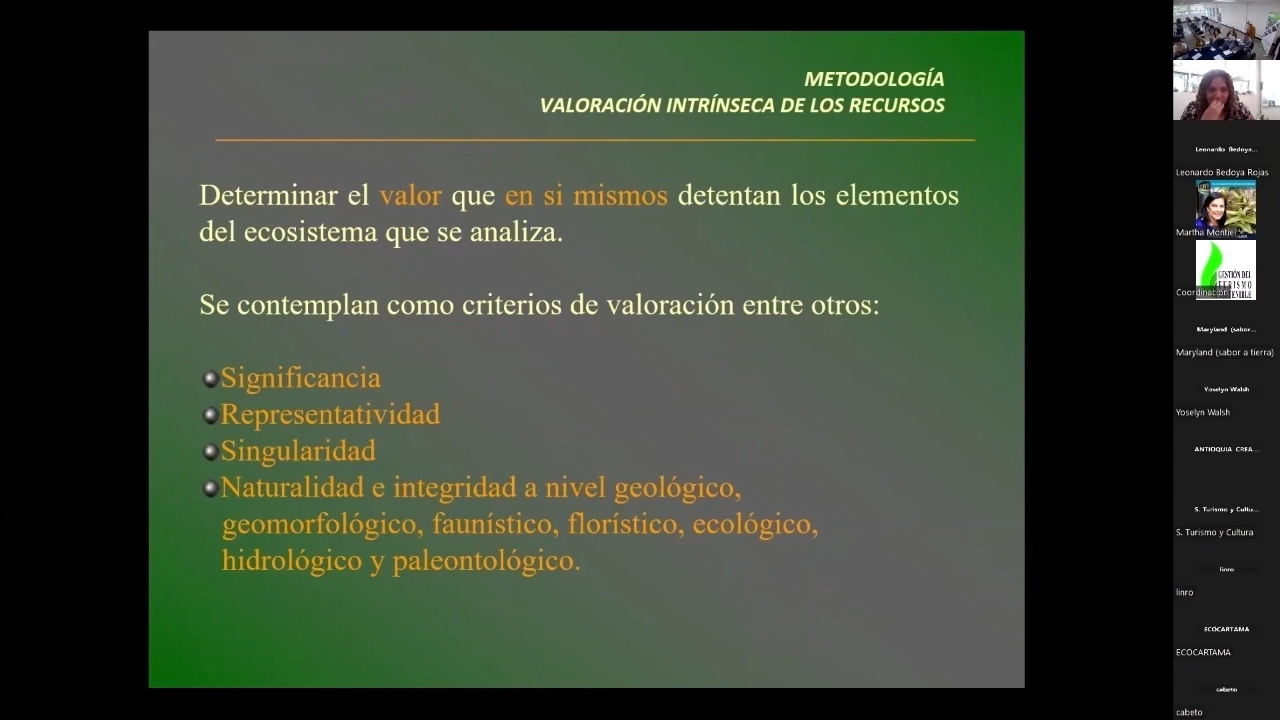 METODOLOGÍA
VALORACIÓN INTRÍNSECA DE LOS RECURSOS
Determinar el valor que en si mismos detentan los elementos
del ecosistema que se analiza.
Se contemplan como criterios de valoración entre otros:
Significancia
Representatividad
Singularidad
Naturalidad e integridad a nivel geológico,
geomorfológico, faunístico, florístico, ecológico,
hidrológico y paleontológico.
Leonardo Bedoya...
Leonardo Bedoya Rojas
Martha Montiel
GESTIÓN DEL
TURISMO
Coordinación
Maryland (sabor...
Maryland (sabor a tierra)
Yoselyn Walsh
Yoselyn Walsh
ANTIOQUIA CREA...
S. Turismo y Cultu...
S. Turismo y Cultura
linro
linro
ECOCARTAMA
ECOCARTAMA
cabeto
cabeto